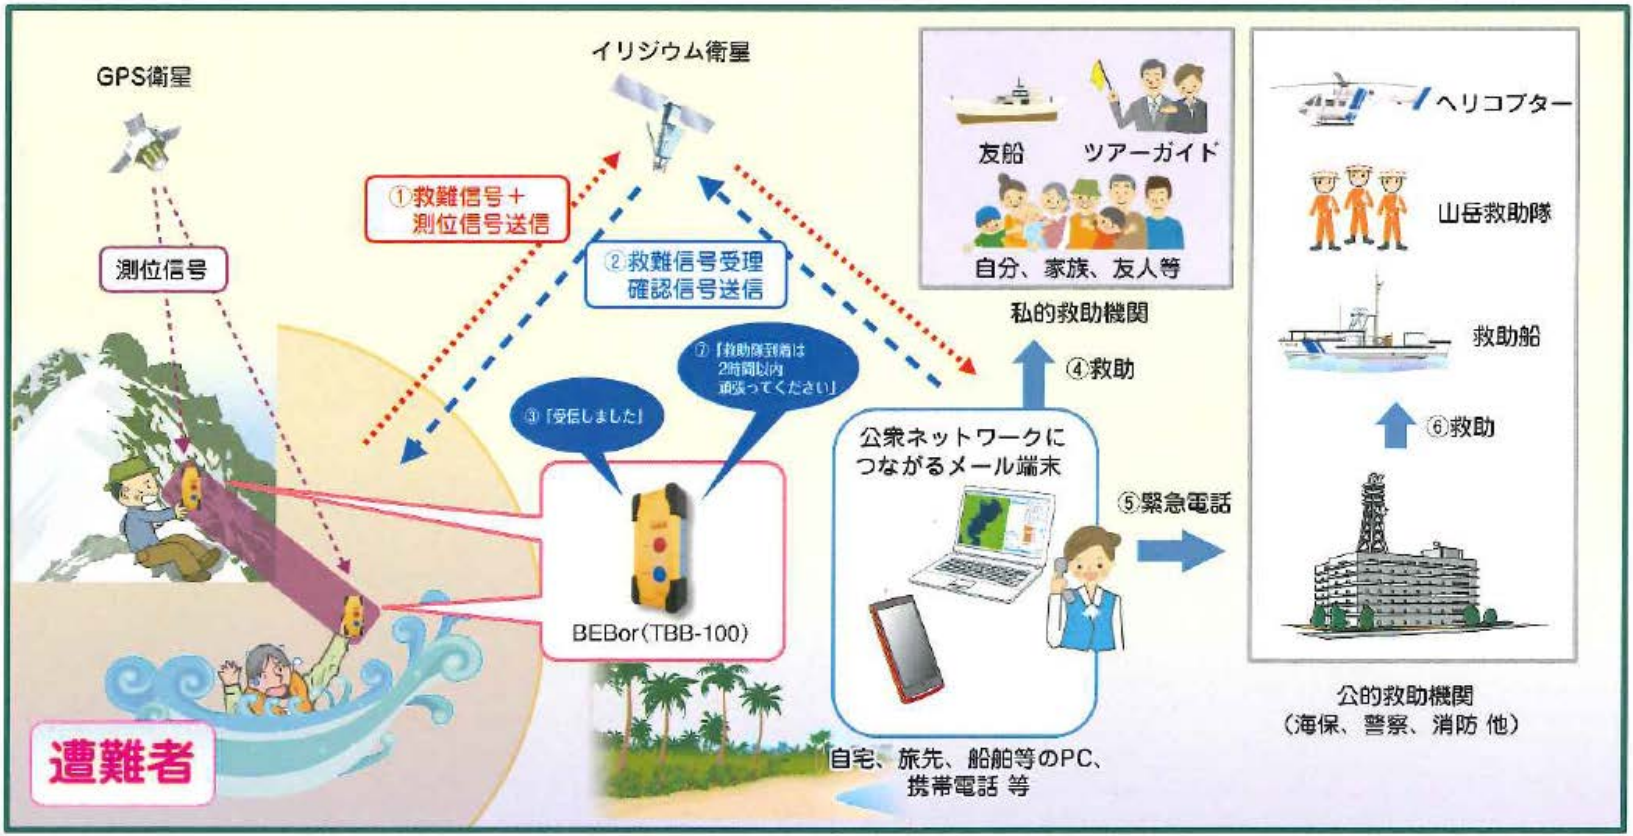 GPS衛星
イリジウム衛星
測位信号
①救難信号＋
測位信号送信
②救難信号受理
確認信号送信
③「受信しました」
⑦「救助隊到着は
2時間以内
頑張ってください」
BEBor(TBB-100)
遭難者
友船
ツアーガイド
自分、家族、友人等
私的救助機関
④救助
公衆ネットワークに
つながるメール端末
⑤緊急電話
自宅、旅先、船舶等のPC、
携帯電話 等
ヘリコプター
山岳救助隊
救助船
⑥救助
公的救助機関
（海保、警察、消防 他）